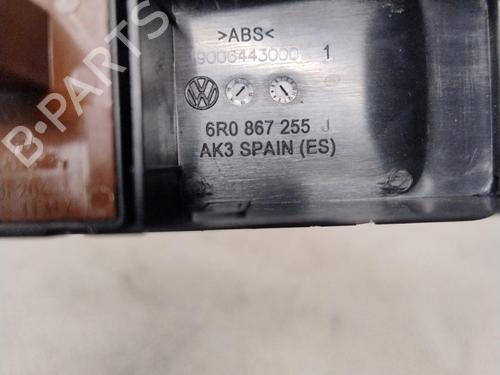 >ABS<
9006443000 1
6R0 867 255 J
AK3 SPAIN (ES)
B-PARTS